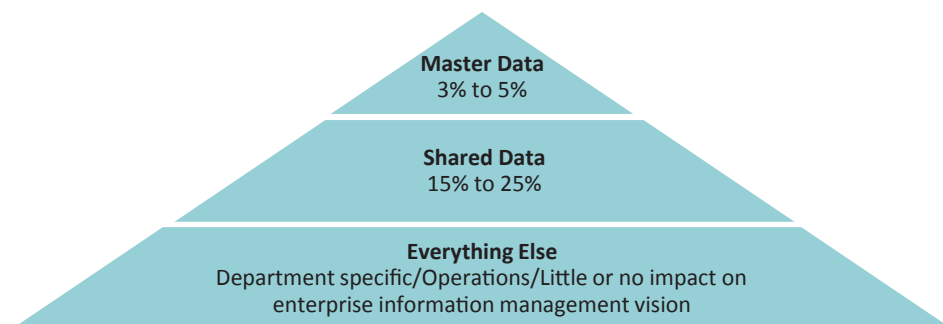 Master Data
3% to 5%
Shared Data
15% to 25%
Everything Else
Department specific/Operations/Little or no impact on
enterprise information management vision